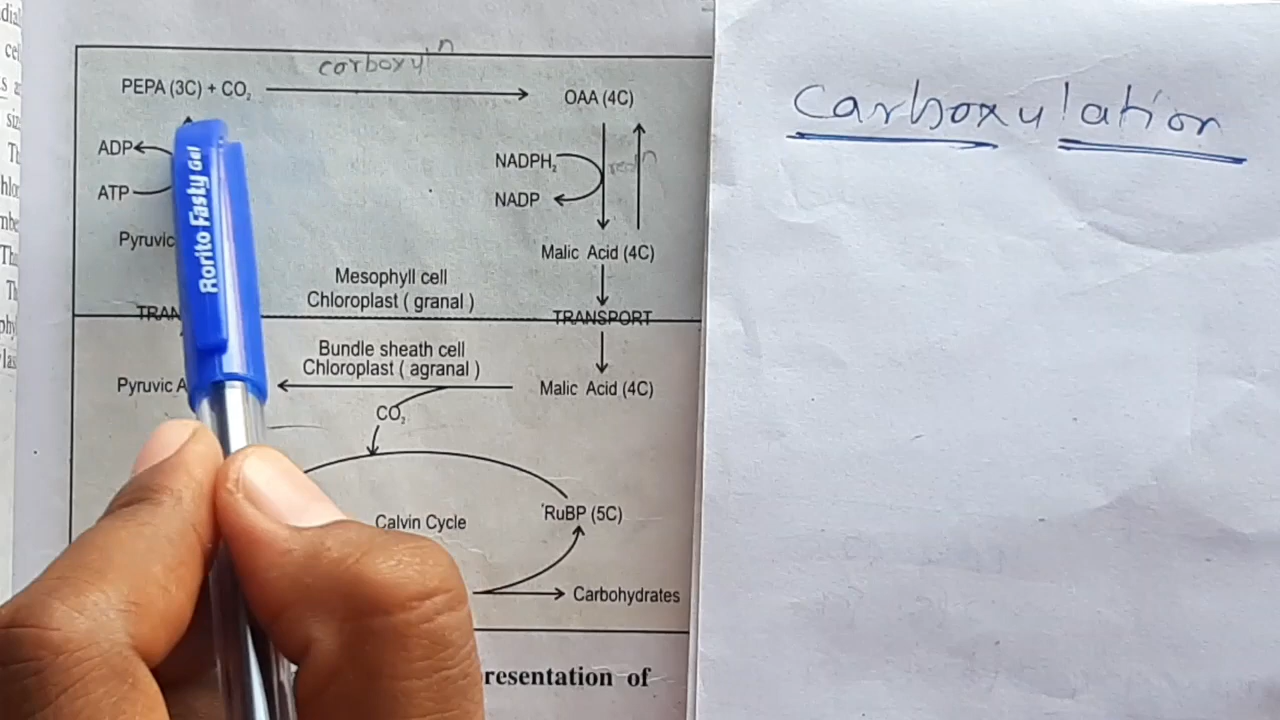 carboxyln
PEPA (3C) + CO2
OAA (4C)
Carboxylation
ADP
NADPH2
ATP
NADP
Rorito Fasty Gel
Pyruvic
Malic Acid (4C)
Mesophyll cell
Chloroplast ( granal )
TRAN
TRANSPORT
Bundle sheath cell
Chloroplast ( agranal )
Pyruvic A
Malic Acid (4C)
CO2
RuBP (5C)
Calvin Cycle
Carbohydrates
presentation of